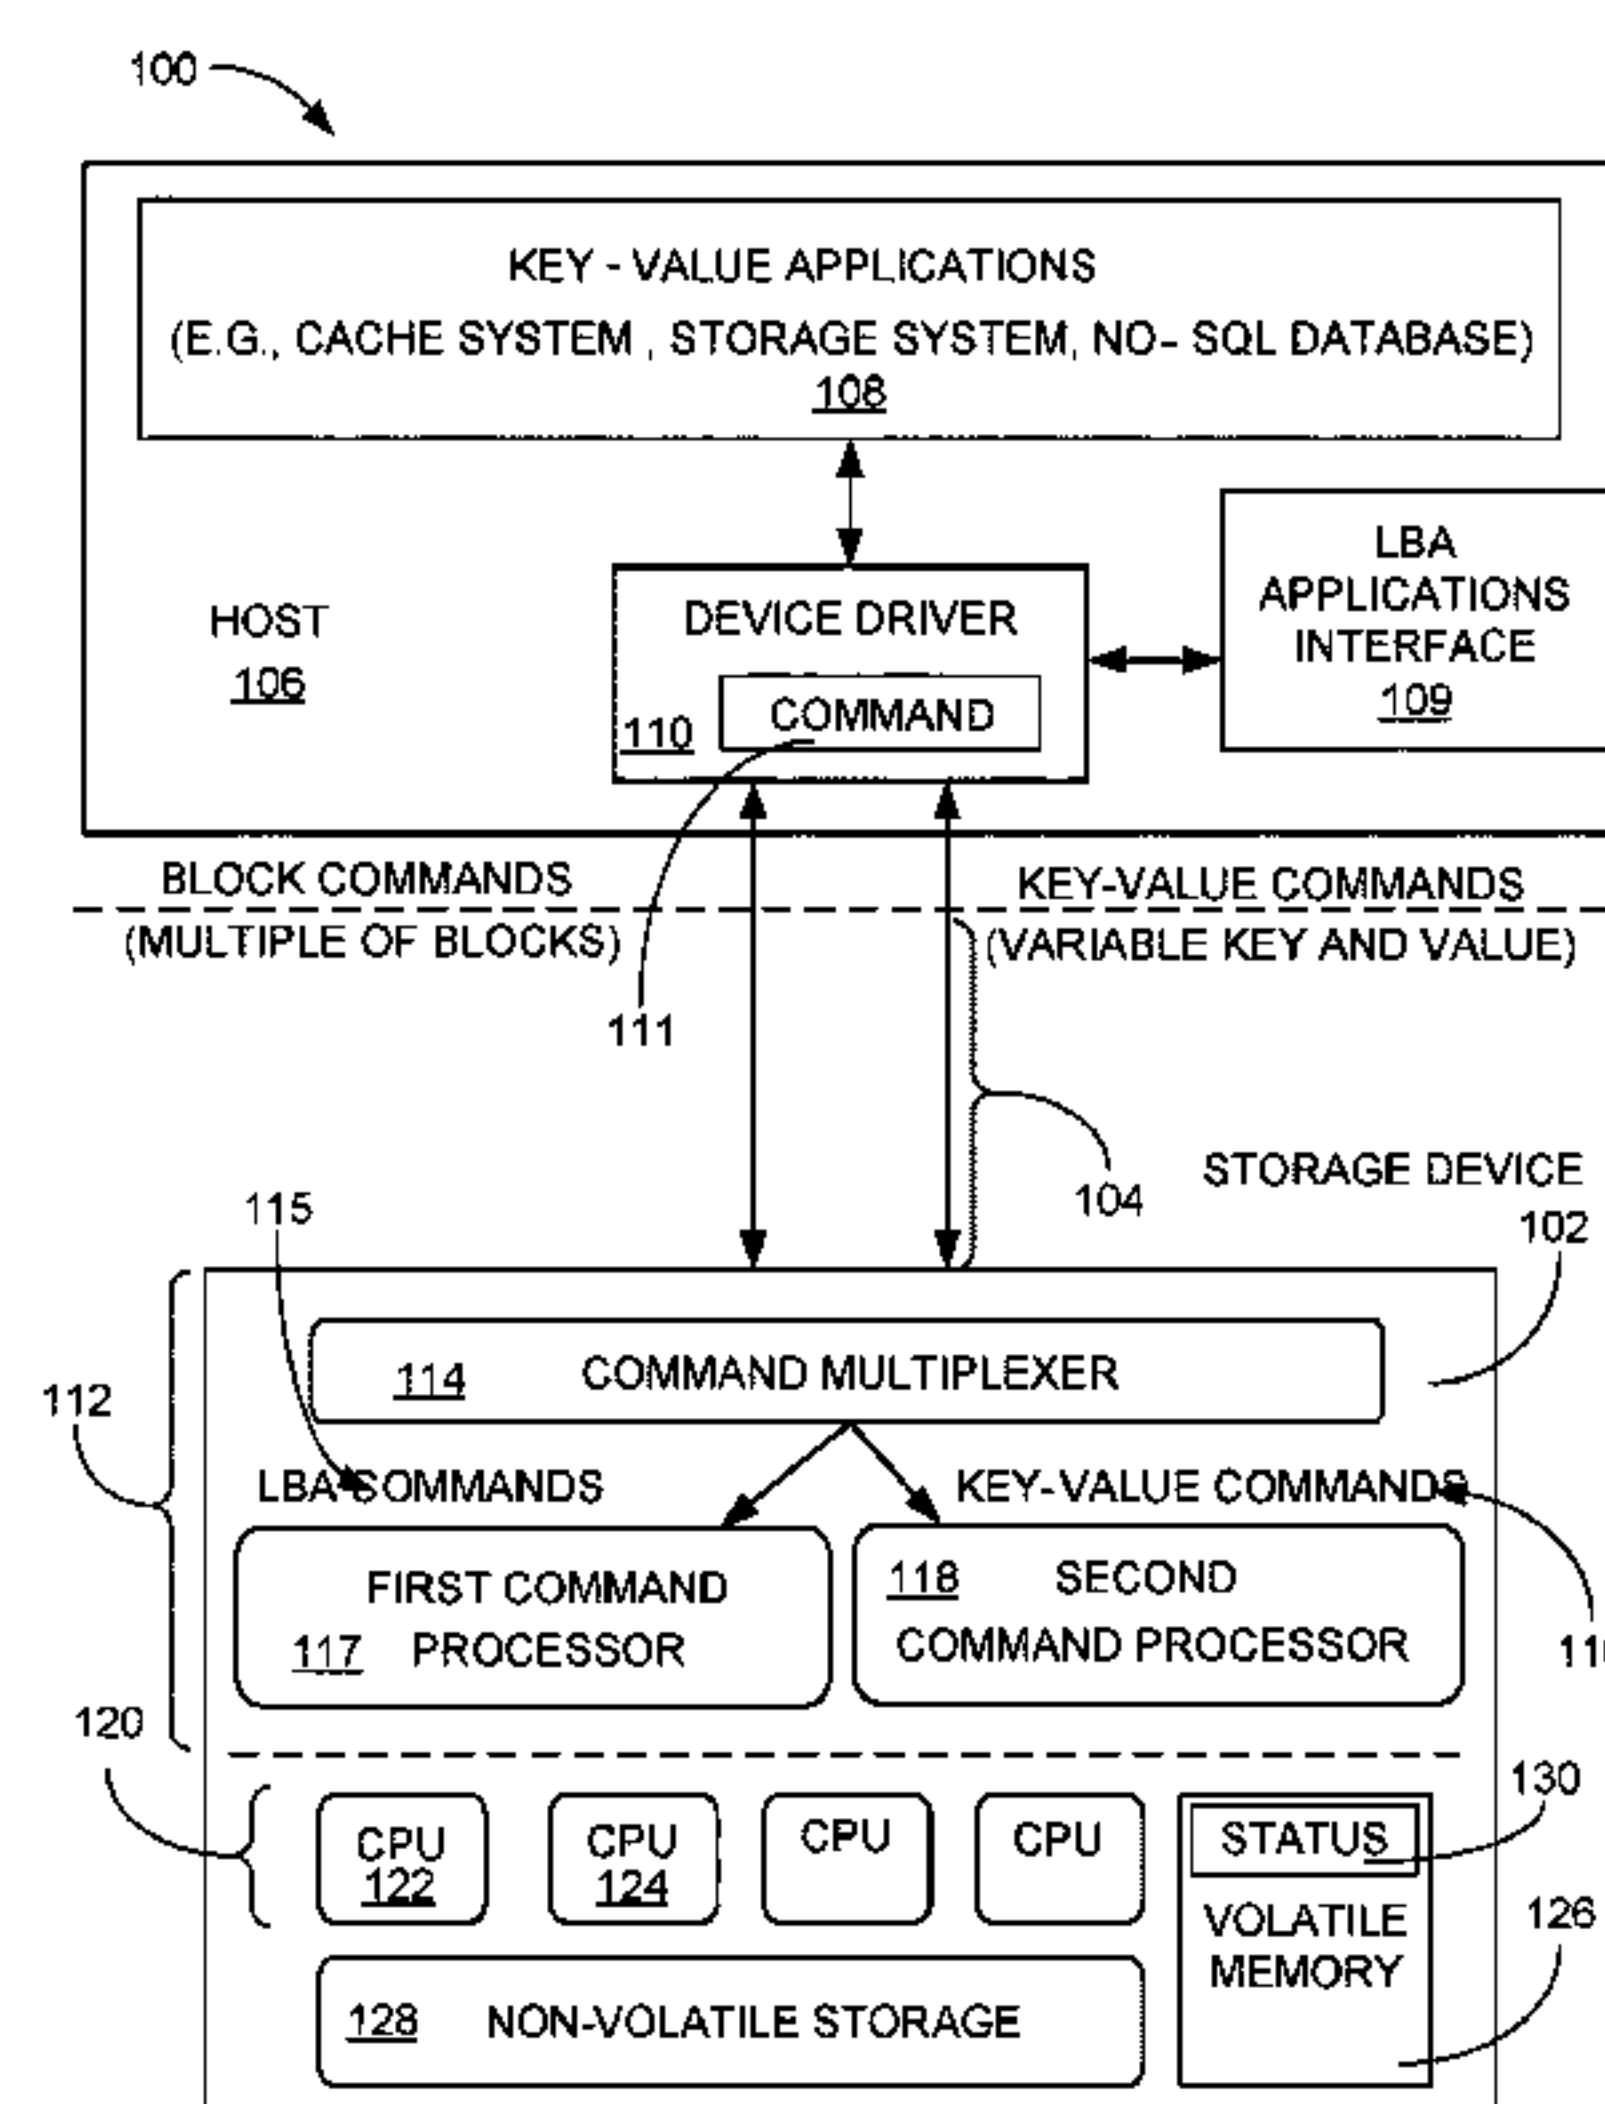 100
KEY - VALUE APPLICATIONS
(E.G., CACHE SYSTEM , STORAGE SYSTEM, NO- SQL DATABASE)
108
LBA
APPLICATIONS
INTERFACE
109
HOST
106
DEVICE DRIVER
COMMAND
110
BLOCK COMMANDS
(MULTIPLE OF BLOCKS)
KEY-VALUE COMMANDS
(VARIABLE KEY AND VALUE)
111
104
STORAGE DEVICE
102
115
112
114 COMMAND MULTIPLEXER
LBA COMMANDS
KEY-VALUE COMMANDS
FIRST COMMAND
117 PROCESSOR
118 SECOND
COMMAND PROCESSOR
120
CPU
122
CPU
124
CPU
CPU
130
STATUS
VOLATILE
MEMORY
126
128 NON-VOLATILE STORAGE